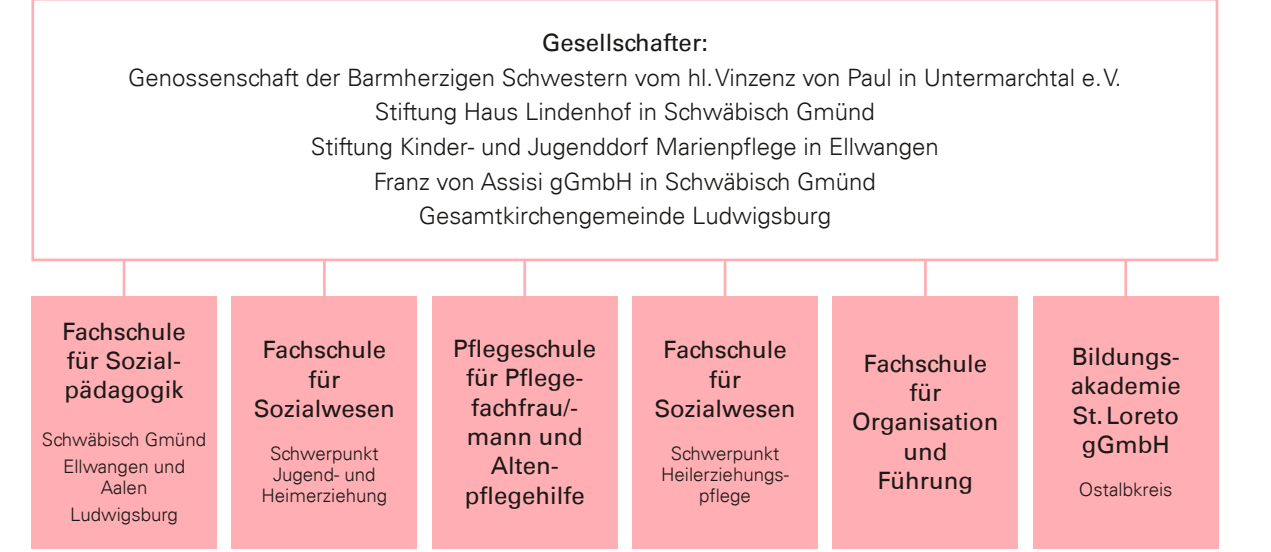 Gesellschafter:
Genossenschaft der Barmherzigen Schwestern vom hl. Vinzenz von Paul in Untermarchtal e. V.
Stiftung Haus Lindenhof in Schwäbisch Gmünd
Stiftung Kinder- und Jugenddorf Marienpflege in Ellwangen
Franz von Assisi gGmbH in Schwäbisch Gmünd
Gesamtkirchengemeinde Ludwigsburg
Fachschule
für Sozial-
pädagogik
Schwäbisch Gmünd
Ellwangen und
Aalen
Ludwigsburg
Fachschule
für
Sozialwesen
Schwerpunkt
Jugend- und
Heimerziehung
Pflegeschule
für Pflege-
fachfrau/-
mann und
Alten-
pflegehilfe
Fachschule
für
Sozialwesen
Schwerpunkt
Heilerziehungs-
pflege
Fachschule
für
Organisation
und
Führung
Bildungs-
akademie
St. Loreto
gGmbH
Ostalbkreis